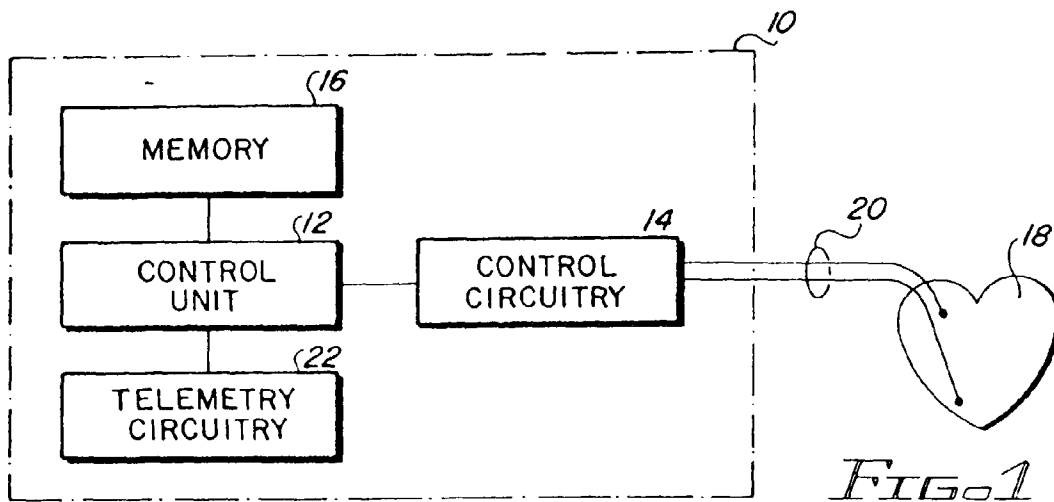 10
16
MEMORY
12
CONTROL
UNIT
14
CONTROL
CIRCUITRY
20
18
22
TELEMETRY
CIRCUITRY
FIG. 1